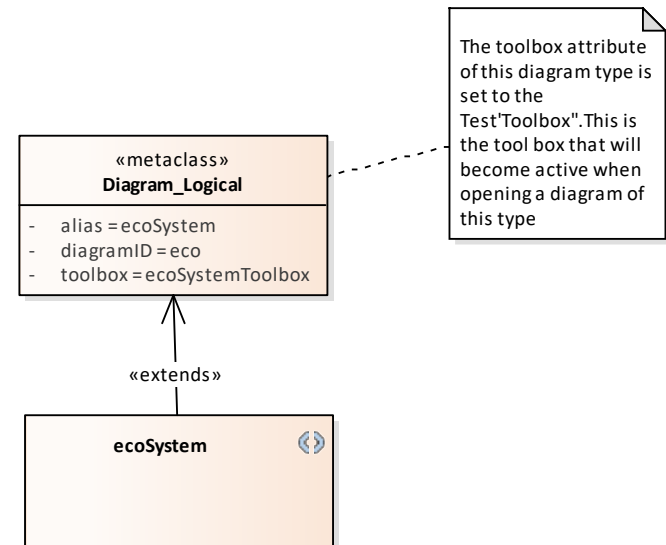 The toolbox attribute
of this diagram type is
set to the
Test'Toolbox".This is
the tool box that will
become active when
opening a diagram of
this type
«metaclass»
Diagram_Logical
- alias = ecoSystem
- diagramID = eco
- toolbox = ecoSystemToolbox
«extends»
ecoSystem